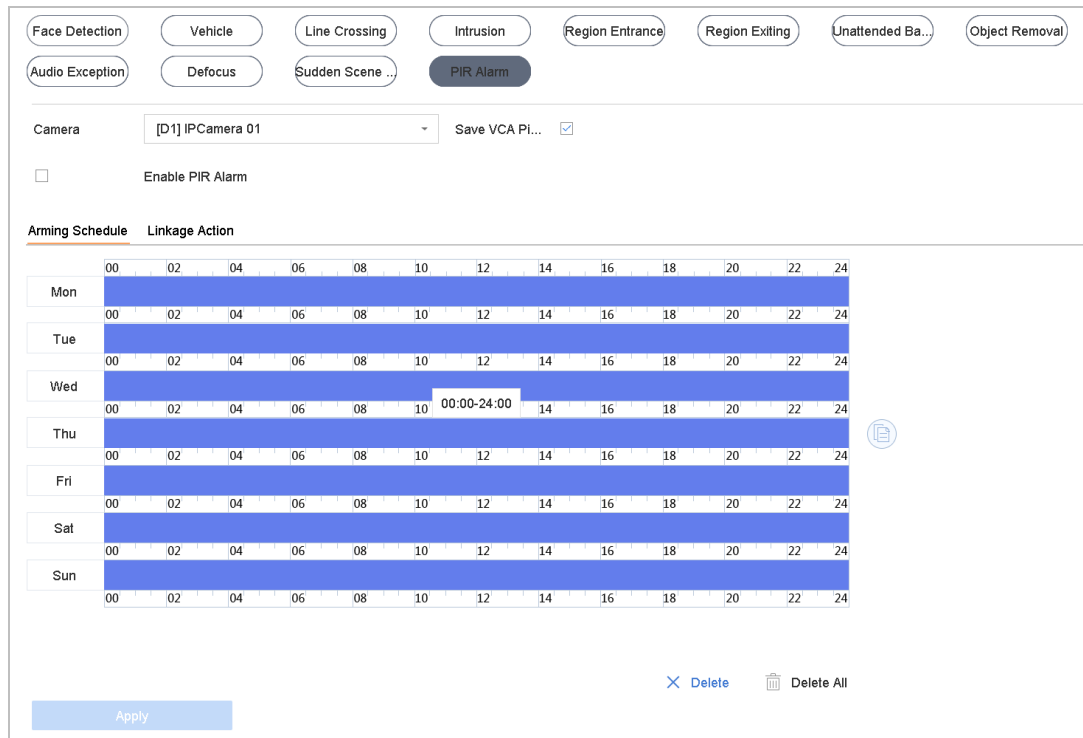 Face Detection Vehicle Line Crossing Intrusion Region Entrance Region Exiting Unattended Ba... Object Removal
Audio Exception Defocus Sudden Scene ... PIR Alarm
Camera [D1] IPCamera 01 Save VCA Pi...
Enable PIR Alarm
Arming Schedule Linkage Action
00 02 04 06 08 10 12 14 16 18 20 22 24
Mon
00 02 04 06 08 10 12 14 16 18 20 22 24
Tue
00 02 04 06 08 10 12 14 16 18 20 22 24
Wed
00 02 04 06 08 10 00:00-24:00 14 16 18 20 22 24
Thu
00 02 04 06 08 10 12 14 16 18 20 22 24
Fri
00 02 04 06 08 10 12 14 16 18 20 22 24
Sat
00 02 04 06 08 10 12 14 16 18 20 22 24
Sun
00 02 04 06 08 10 12 14 16 18 20 22 24
Delete Delete All
Apply